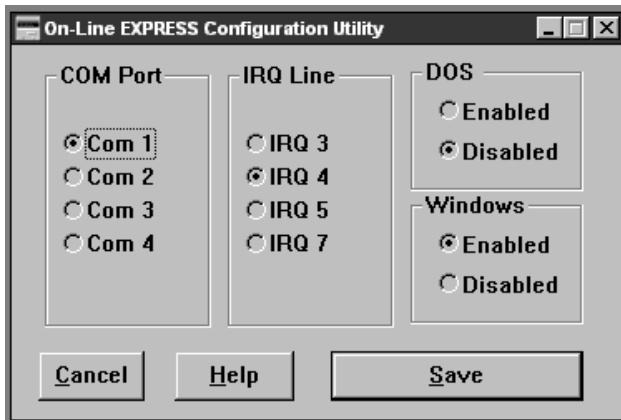 On-Line EXPRESS Configuration Utility
COM Port
Com 1
Com 2
Com 3
Com 4
IRQ Line
IRQ 3
IRQ 4
IRQ 5
IRQ 7
DOS
Enabled
Disabled
Windows
Enabled
Disabled
Cancel
Help
Save